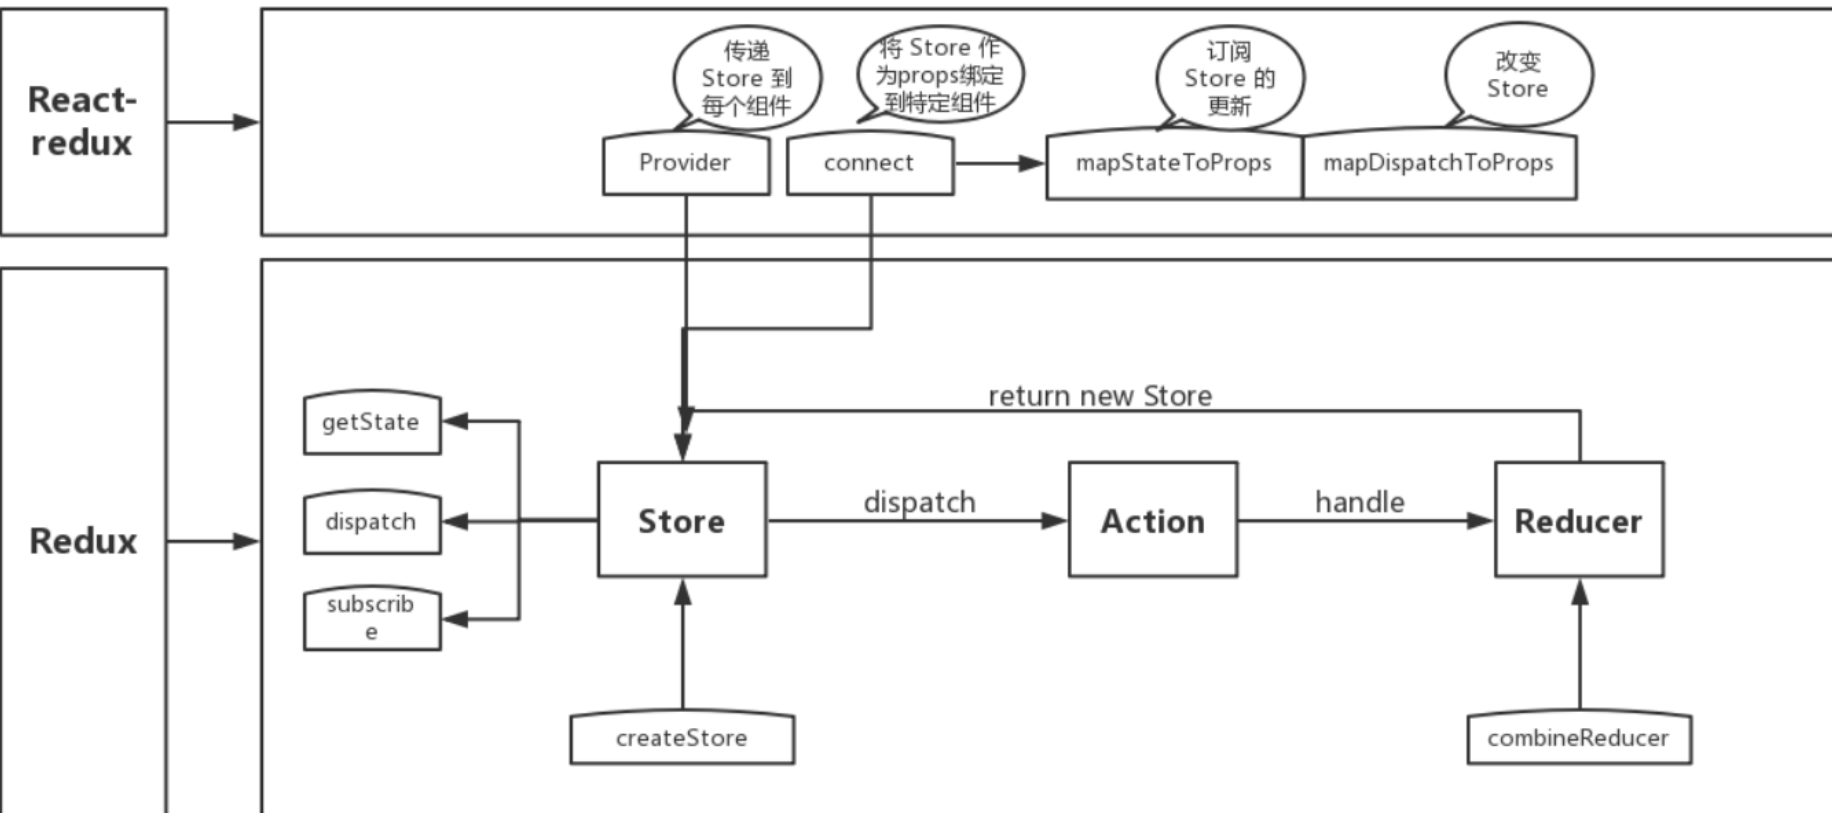 React-
redux
传递
Store 到
每个组件
将 Store 作
为props绑定
到特定组件
订阅
Store 的
更新
改变
Store
Provider
connect
mapStateToProps
mapDispatchToProps
Redux
return new Store
getState
dispatch
subscrib
e
Store
dispatch
Action
handle
Reducer
createStore
combineReducer